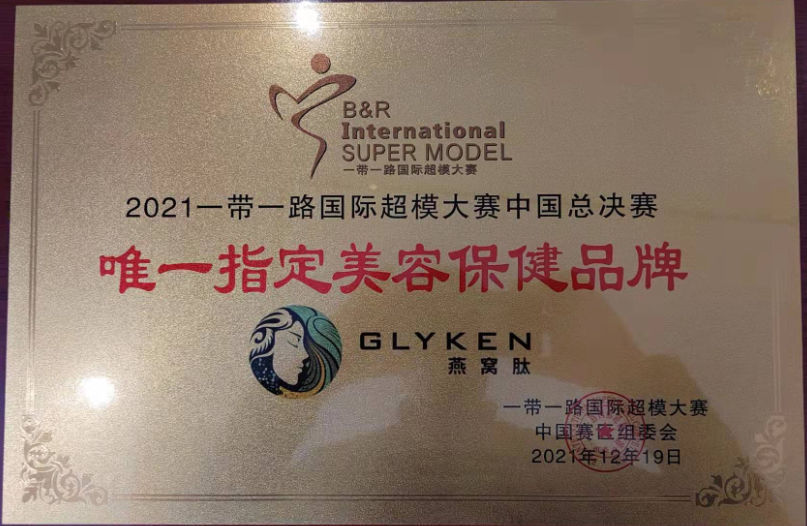 B&R
International
SUPER MODEL
一带一路国际超模大赛
2021一带一路国际超模大赛中国总决赛
唯一指定美容保健品牌
GLYKEN
燕窝肽
一带一路国际超模大赛
中国赛区组委会
2021年12月19日